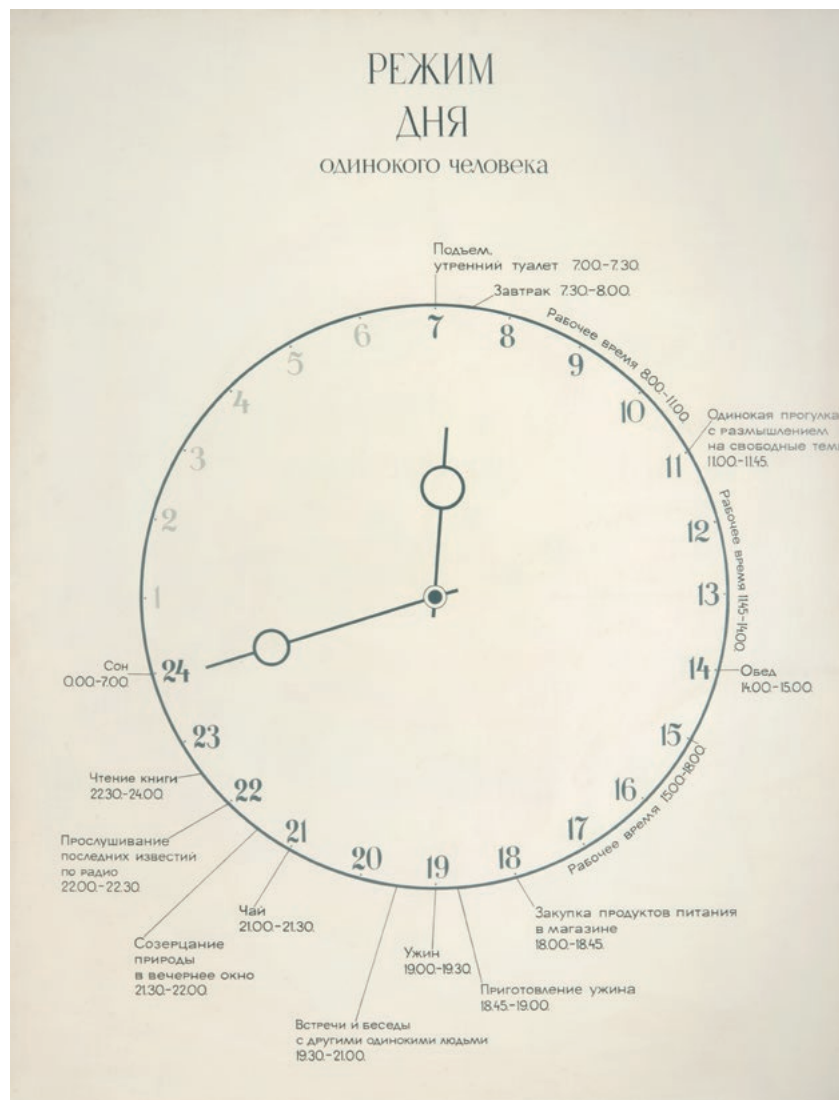 РЕЖИМ
ДНЯ
одинокого человека
Подъем,
утренний туалет 7.00.-7.30.
Завтрак 7.30-8.00.
Рабочее время 8.00.-11.00.
Одинокая прогулка
с размышлением
на свободные тем
11.00.-11.45.
Рабочее время 11.45-14.00.
Обед
14.00.-15.00.
Рабочее время 15.00-18.00.
Закупка продуктов питания
в магазине
18.00.-18.45.
Приготовление ужина
18.45.-19.00.
Ужин
19.00.-19.30.
Встречи и беседы
с другими одинокими людьми
19.30.-21.00.
Чай
21.00.-21.30.
Созерцание
природы
в вечернее окно
21.30.-22.00.
Прослушивание
последних известий
по радио
22.00.-22.30.
Чтение книги
22.30.-24.00.
Сон
0.00.-7.00.
7
8
9
10
11
12
13
14
15
16
17
18
19
20
21
22
23
24
1
2
3
4
5
6